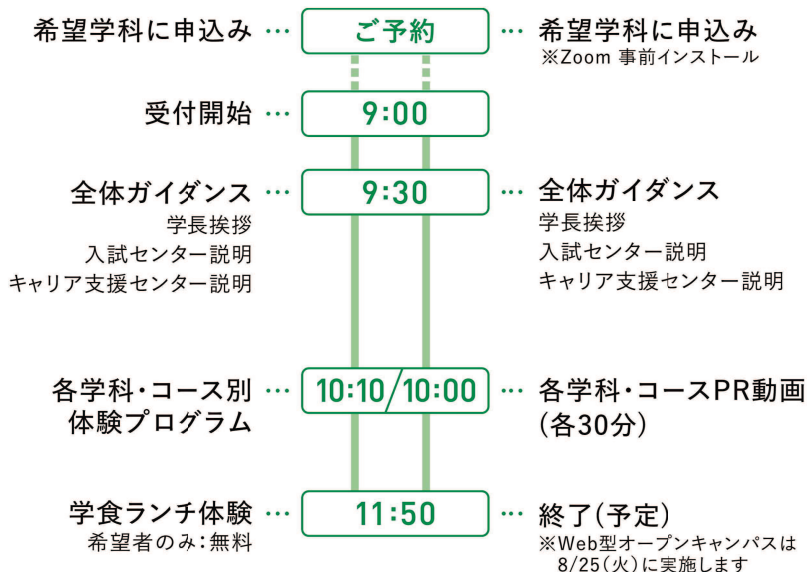 希望学科に申込み … ご予約 … 希望学科に申込み
※Zoom 事前インストール
受付開始 … 9:00
全体ガイダンス … 9:30 … 全体ガイダンス
学長挨拶 学長挨拶
入試センター説明 入試センター説明
キャリア支援センター説明 キャリア支援センター説明
各学科・コース別 … 10:10/10:00 … 各学科・コースPR動画
体験プログラム (各30分)
学食ランチ体験 … 11:50 … 終了(予定)
希望者のみ:無料 ※Web型オープンキャンパスは
8/25(火)に実施します